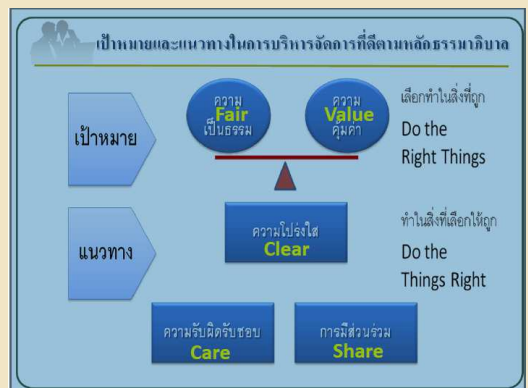 เป้าหมายและแนวทางในการบริหารจัดการที่ดีตามหลักธรรมาภิบาล
เป้าหมาย
ความ
Fair
เป็นธรรม
ความ
Value
คุ้มค่า
เลือกทำในสิ่งที่ถูก
Do the
Right Things
แนวทาง
ความโปร่งใส
Clear
ทำในสิ่งที่เลือกให้ถูก
Do the
Things Right
ความรับผิดรับชอบ
Care
การมีส่วนร่วม
Share